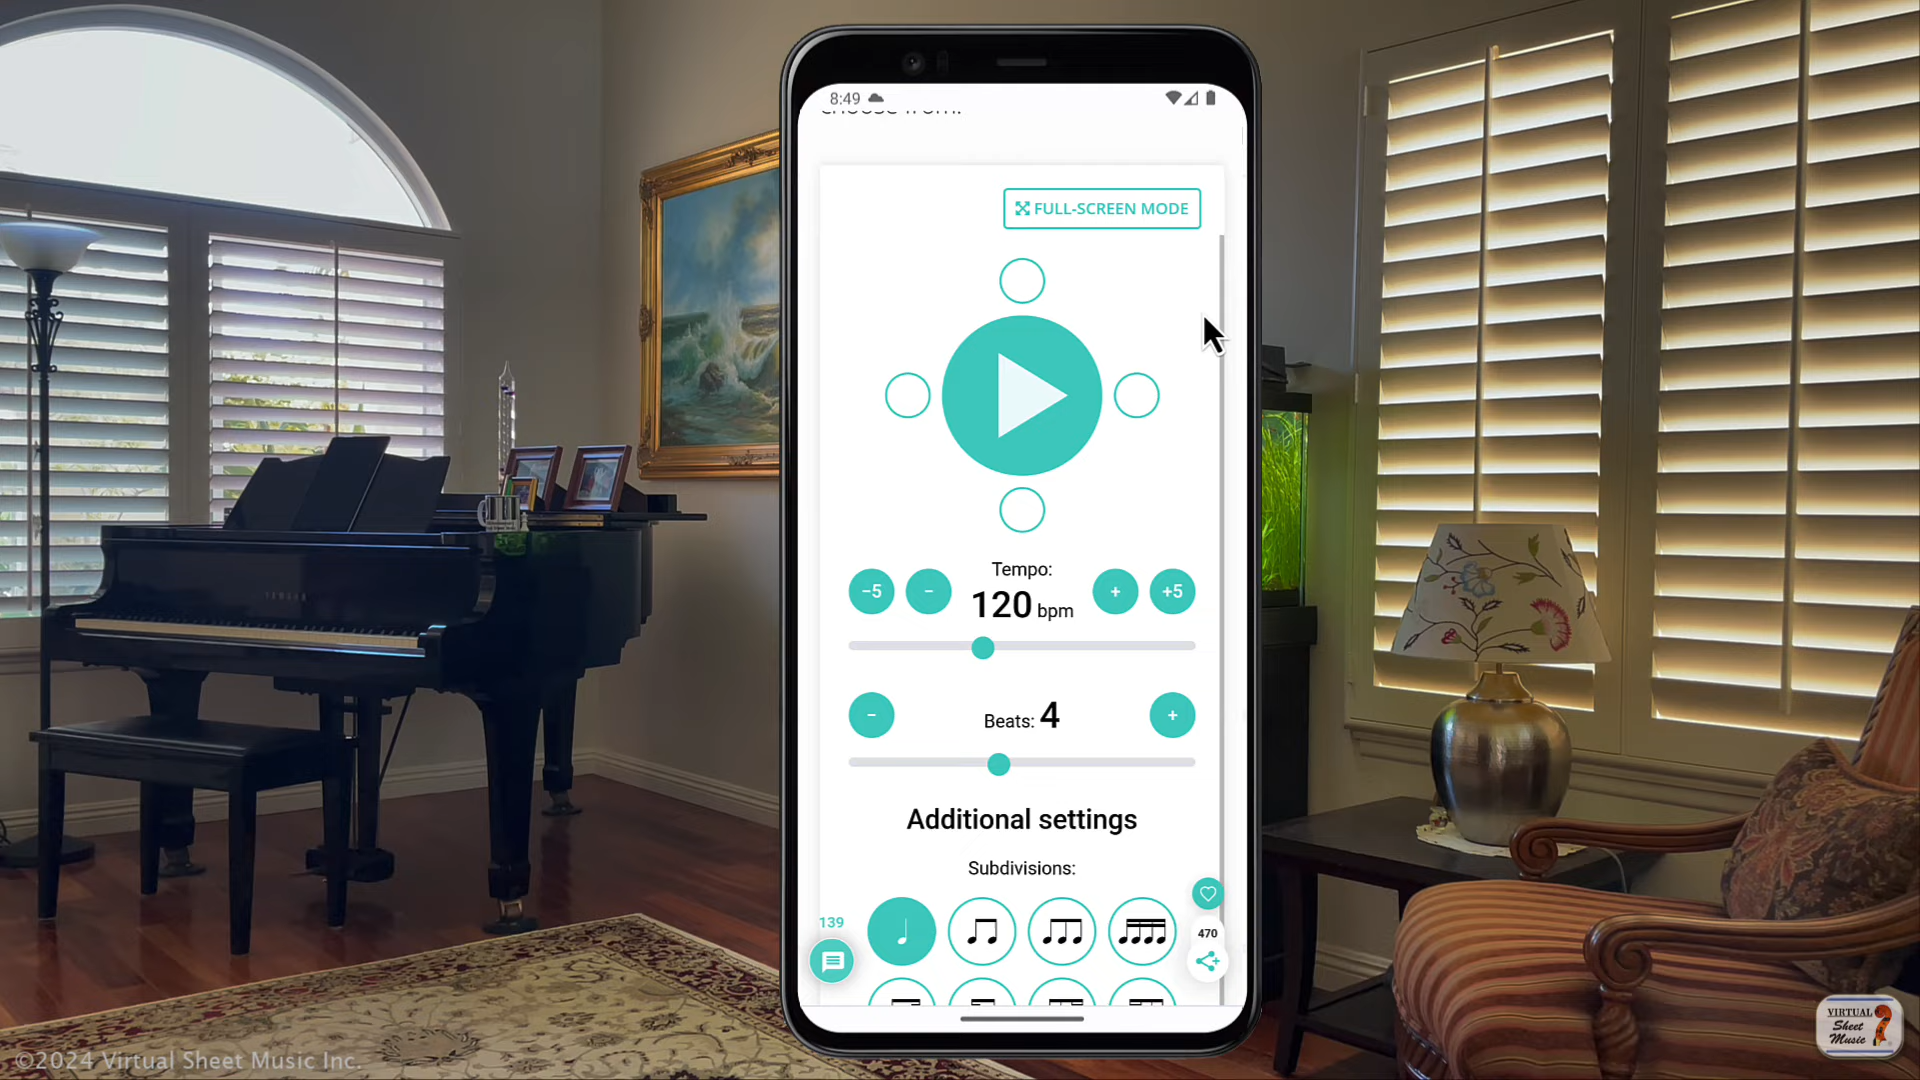 8:49
FULL-SCREEN MODE
Tempo:
−5 − 120 bpm + +5
− Beats: 4 +
Additional settings
Subdivisions:
139
470
YAMAHA
VIRTUAL
Sheet
Music
©2024 Virtual Sheet Music Inc.